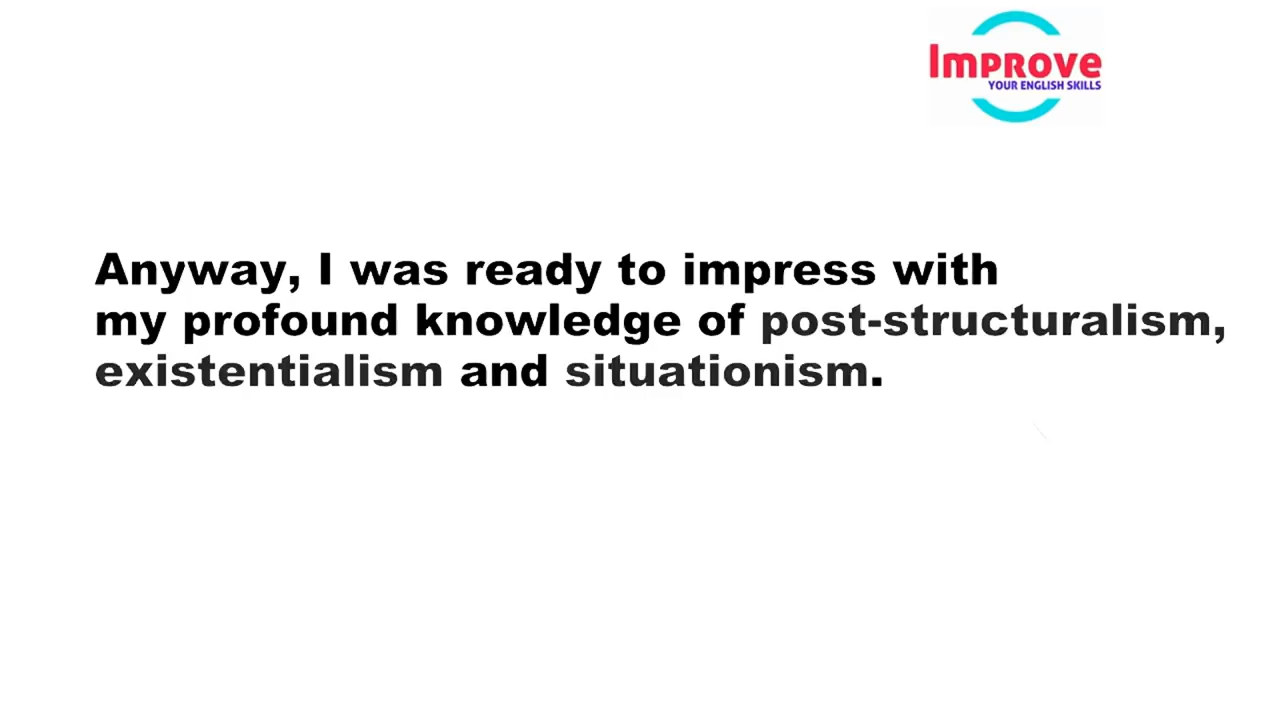 Improve
YOUR ENGLISH SKILLS
Anyway, I was ready to impress with
my profound knowledge of post-structuralism,
existentialism and situationism.